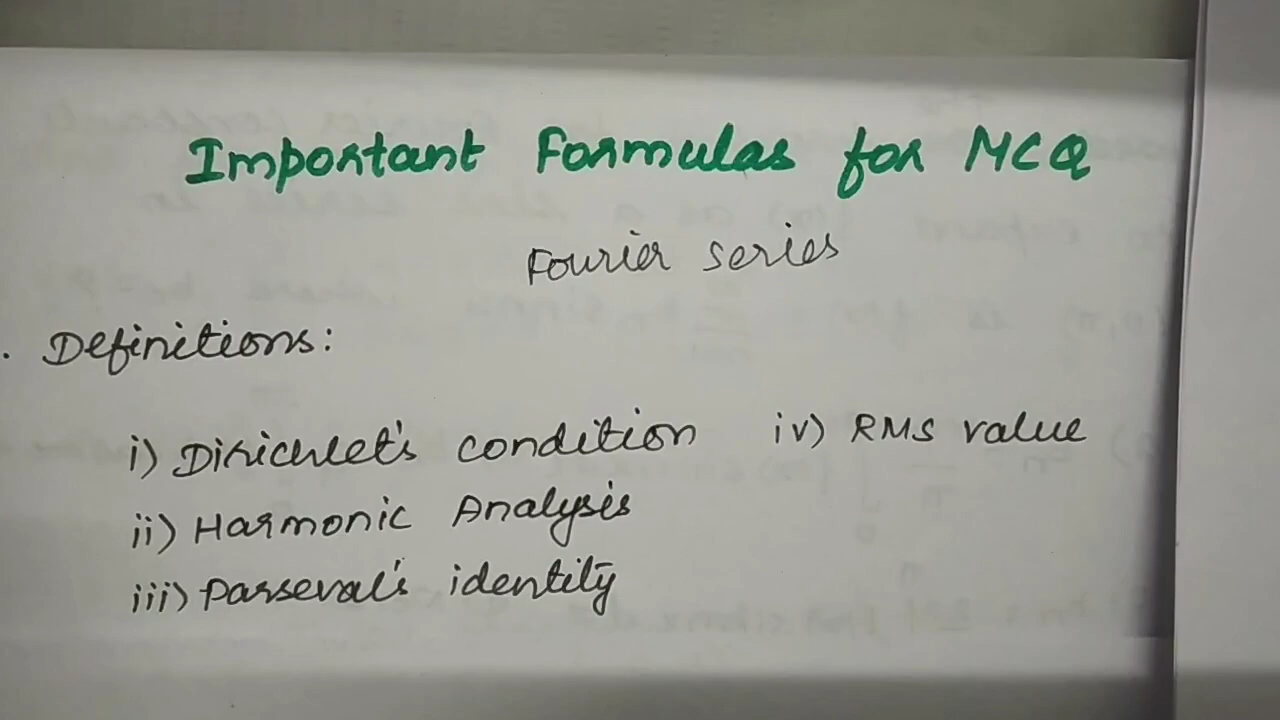 Important Formulas for MCQ
Fourier series
. Definitions:
i) Dirichlet's condition iv) RMS value
ii) Harmonic Analysis
iii) Parseval's identity